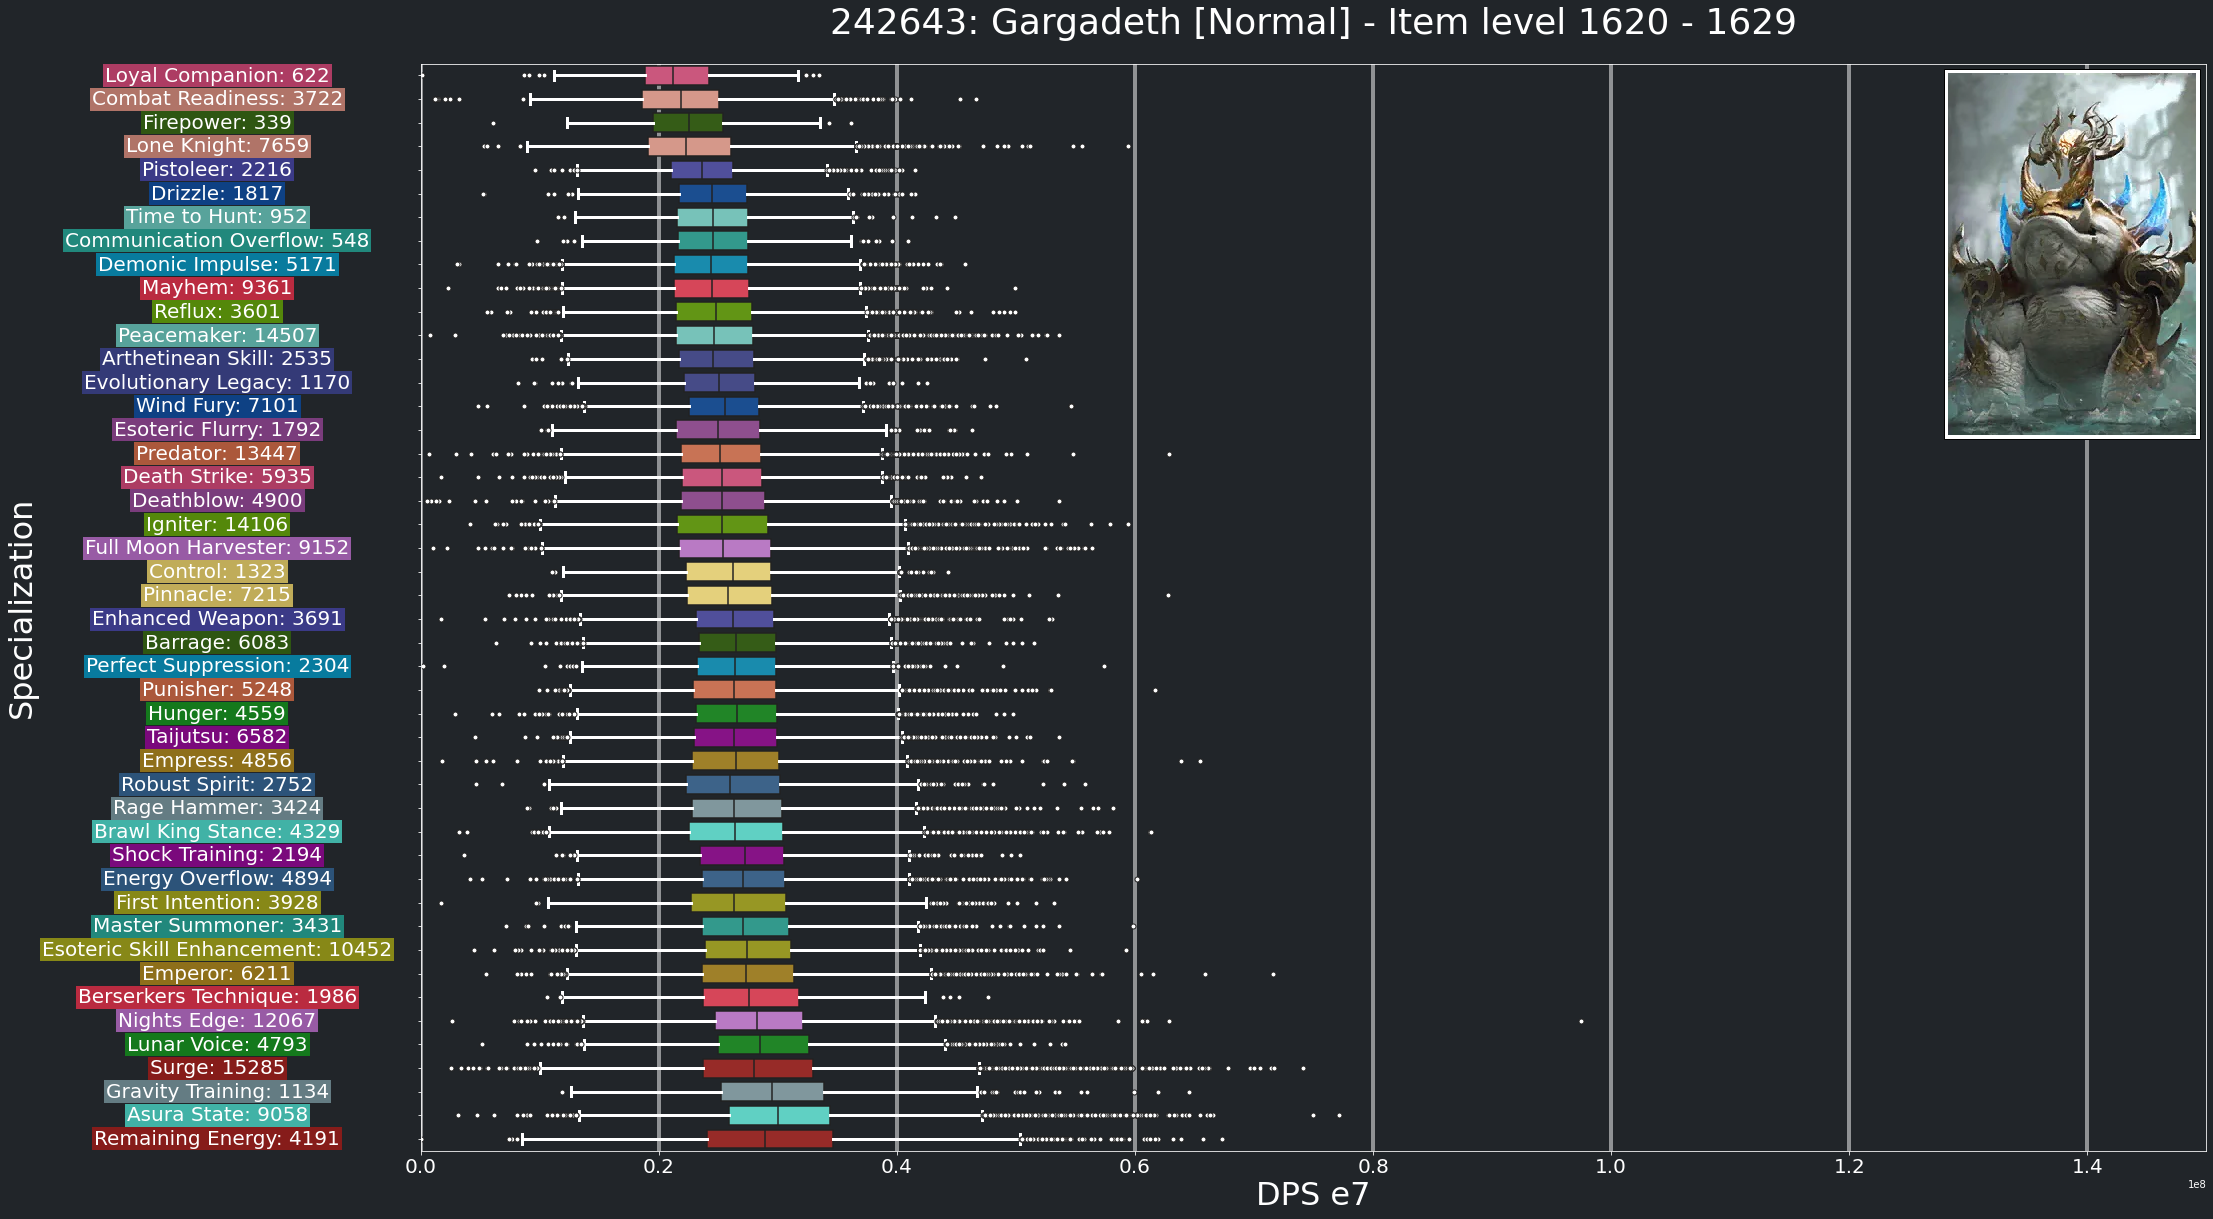 242643: Gargadeth [Normal] - Item level 1620 - 1629
Specialization
Loyal Companion: 622
Combat Readiness: 3722
Firepower: 339
Lone Knight: 7659
Pistoleer: 2216
Drizzle: 1817
Time to Hunt: 952
Communication Overflow: 548
Demonic Impulse: 5171
Mayhem: 9361
Reflux: 3601
Peacemaker: 14507
Arthetinean Skill: 2535
Evolutionary Legacy: 1170
Wind Fury: 7101
Esoteric Flurry: 1792
Predator: 13447
Death Strike: 5935
Deathblow: 4900
Igniter: 14106
Full Moon Harvester: 9152
Control: 1323
Pinnacle: 7215
Enhanced Weapon: 3691
Barrage: 6083
Perfect Suppression: 2304
Punisher: 5248
Hunger: 4559
Taijutsu: 6582
Empress: 4856
Robust Spirit: 2752
Rage Hammer: 3424
Brawl King Stance: 4329
Shock Training: 2194
Energy Overflow: 4894
First Intention: 3928
Master Summoner: 3431
Esoteric Skill Enhancement: 10452
Emperor: 6211
Berserkers Technique: 1986
Nights Edge: 12067
Lunar Voice: 4793
Surge: 15285
Gravity Training: 1134
Asura State: 9058
Remaining Energy: 4191
0.0 0.2 0.4 0.6 0.8 1.0 1.2 1.4
DPS e7
1e8